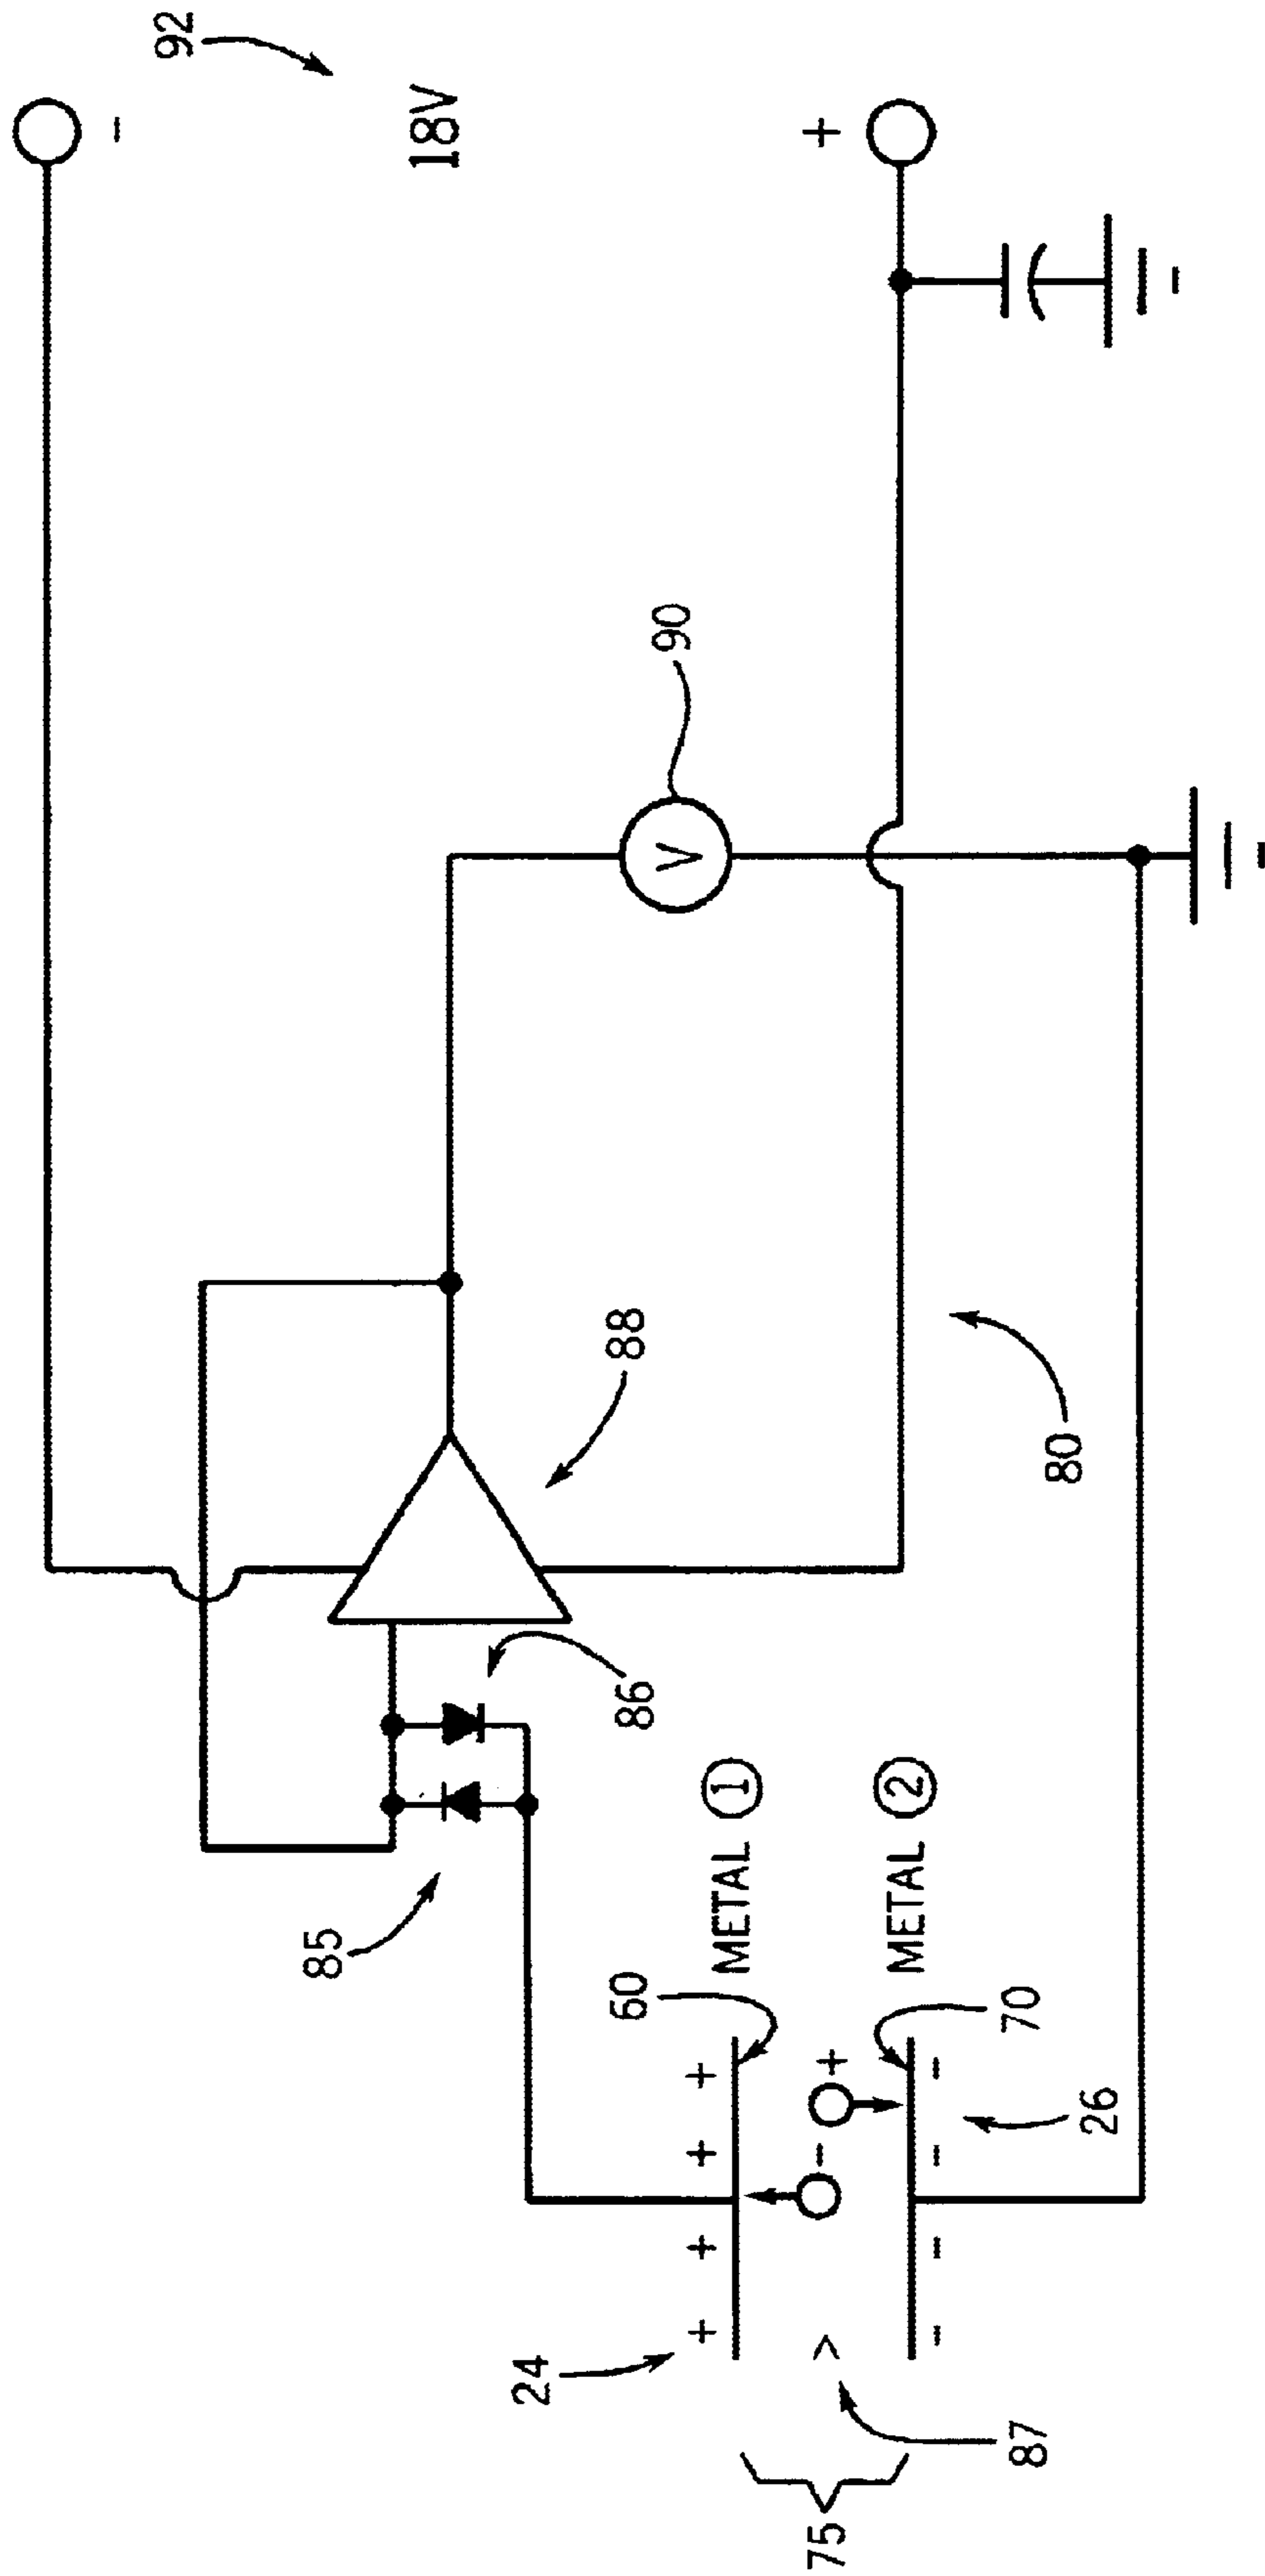 -
92
85
18V
24
60
86
88
90
+ + + +
METAL ①
V
75
V
-
+
+
METAL ②
- - - -
87
70
80
26